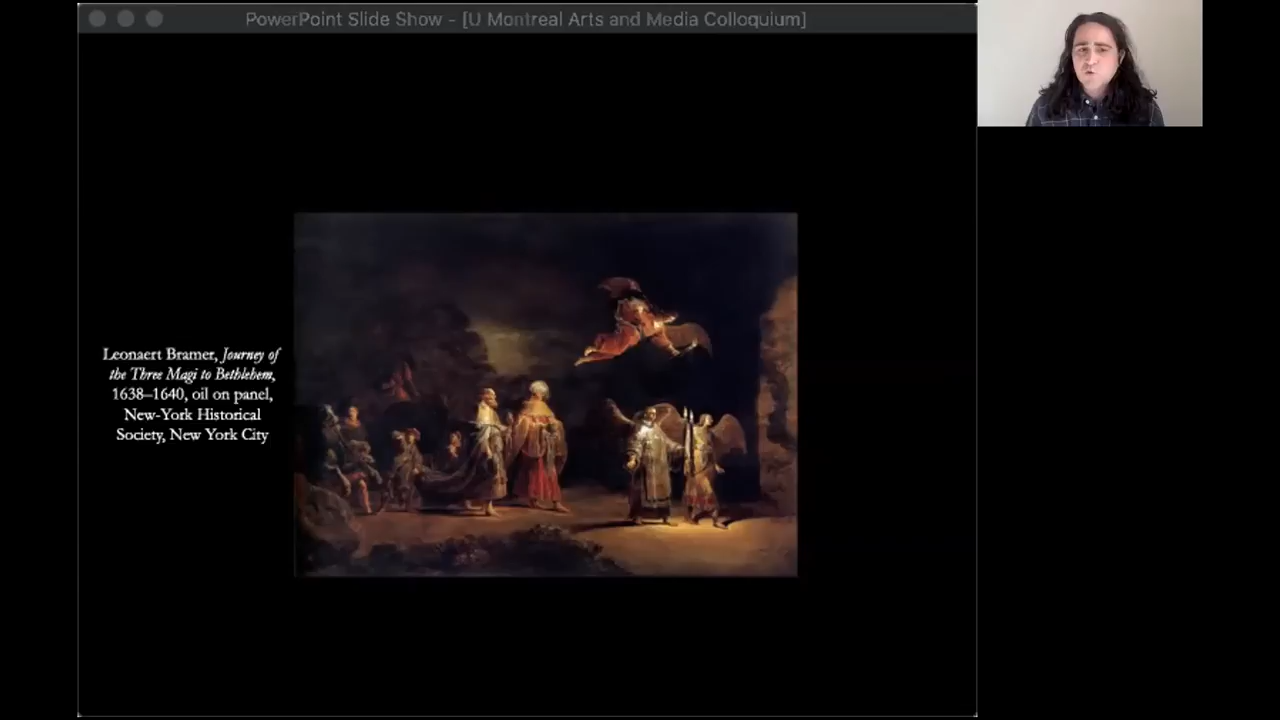 PowerPoint Slide Show - [U Montreal Arts and Media Colloquium]
Leonaert Bramer, Journey of
the Three Magi to Bethlehem,
1638–1640, oil on panel,
New-York Historical
Society, New York City